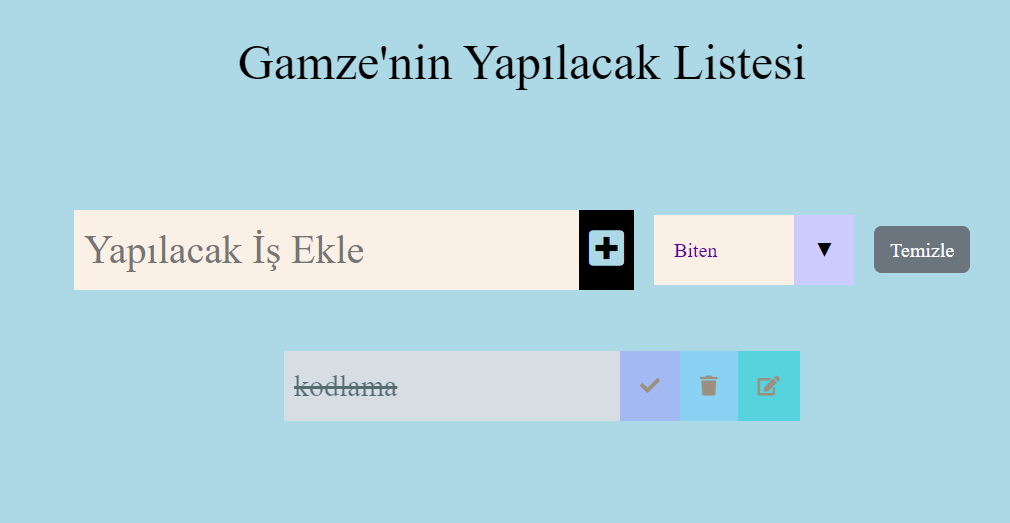 Gamze'nin Yapılacak Listesi
Yapılacak İş Ekle
Biten
Temizle
kodlama